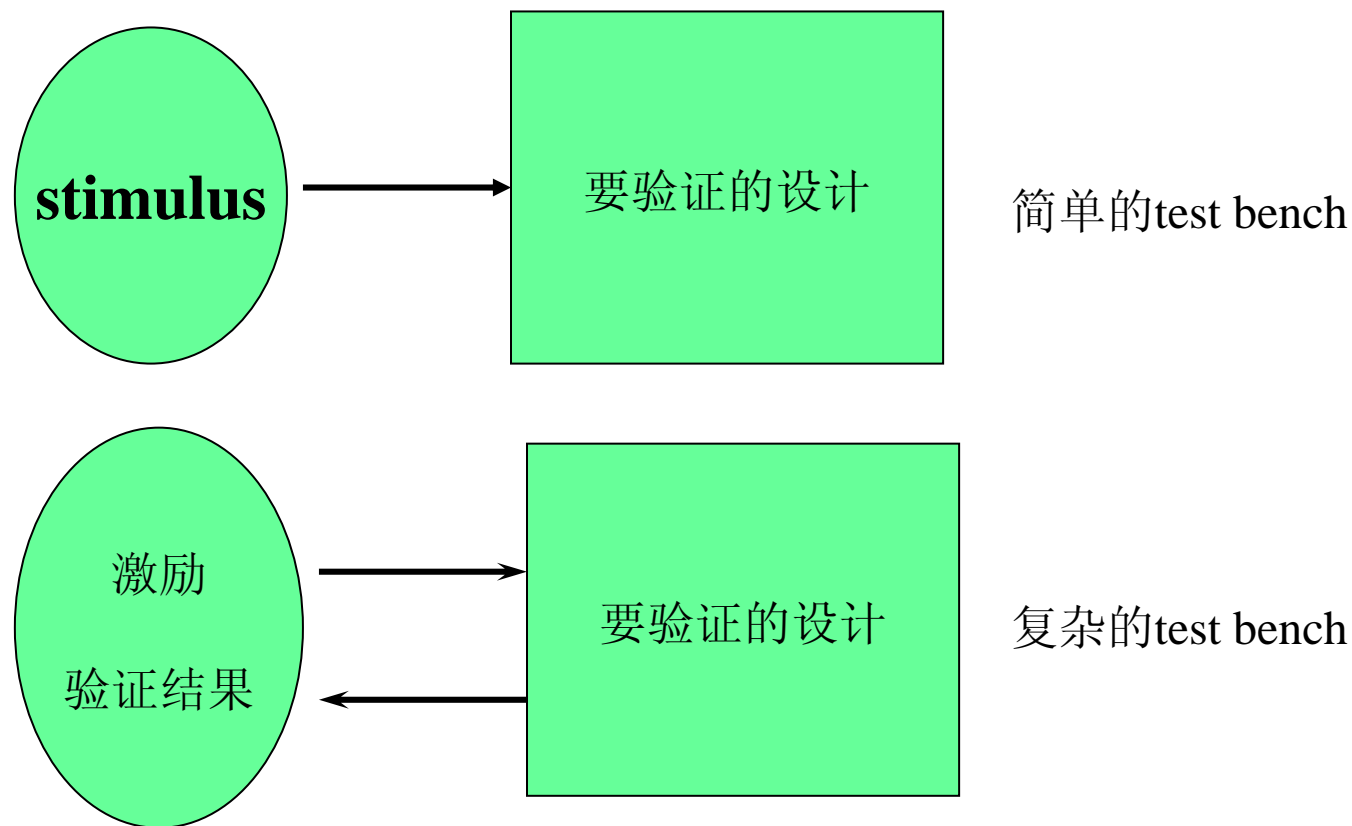 stimulus
要验证的设计
简单的test bench
激励
验证结果
要验证的设计
复杂的test bench